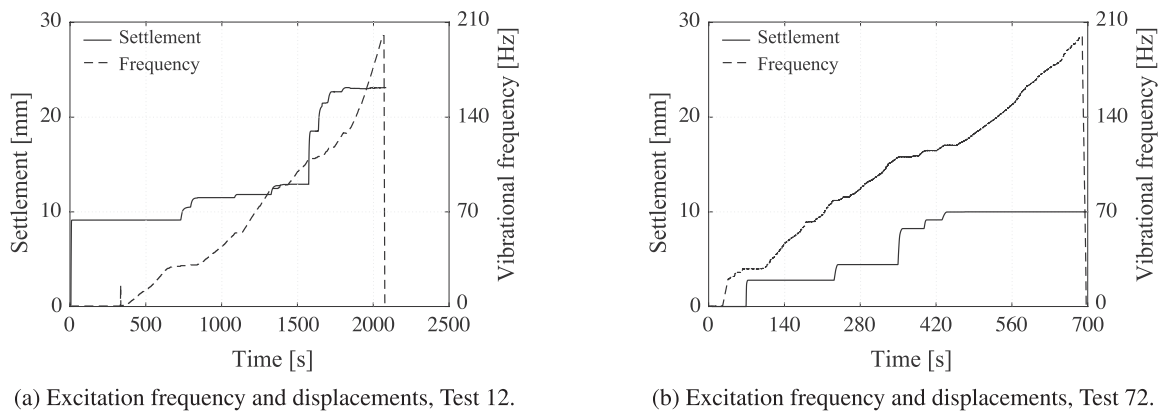 30
20
10
0
Settlement [mm]
Settlement
Frequency
210
140
70
0
Vibrational frequency [Hz]
0 500 1000 1500 2000 2500
Time [s]
(a) Excitation frequency and displacements, Test 12.
30
20
10
0
Settlement [mm]
Settlement
Frequency
210
140
70
0
Vibrational frequency [Hz]
0 140 280 420 560 700
Time [s]
(b) Excitation frequency and displacements, Test 72.